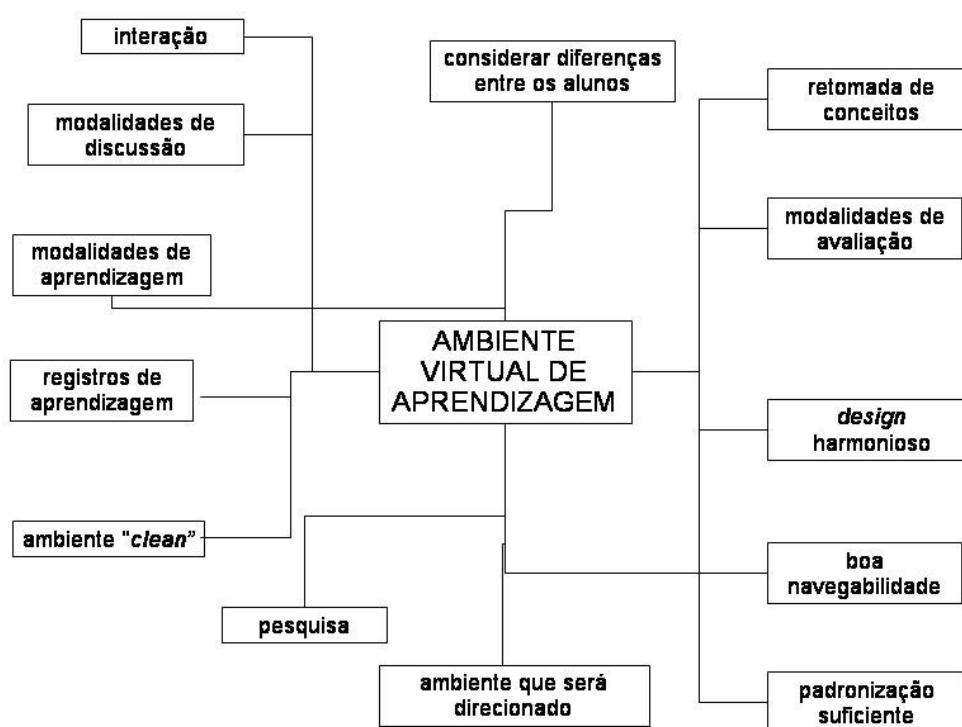 interação
considerar diferenças
entre os alunos
retomada de
conceitos
modalidades de
discussão
modalidades de
avaliação
modalidades de
aprendizagem
AMBIENTE
VIRTUAL DE
APRENDIZAGEM
registros de
aprendizagem
design
harmonioso
ambiente "clean”
boa
navegabilidade
pesquisa
ambiente que será
direcionado
padronização
suficiente